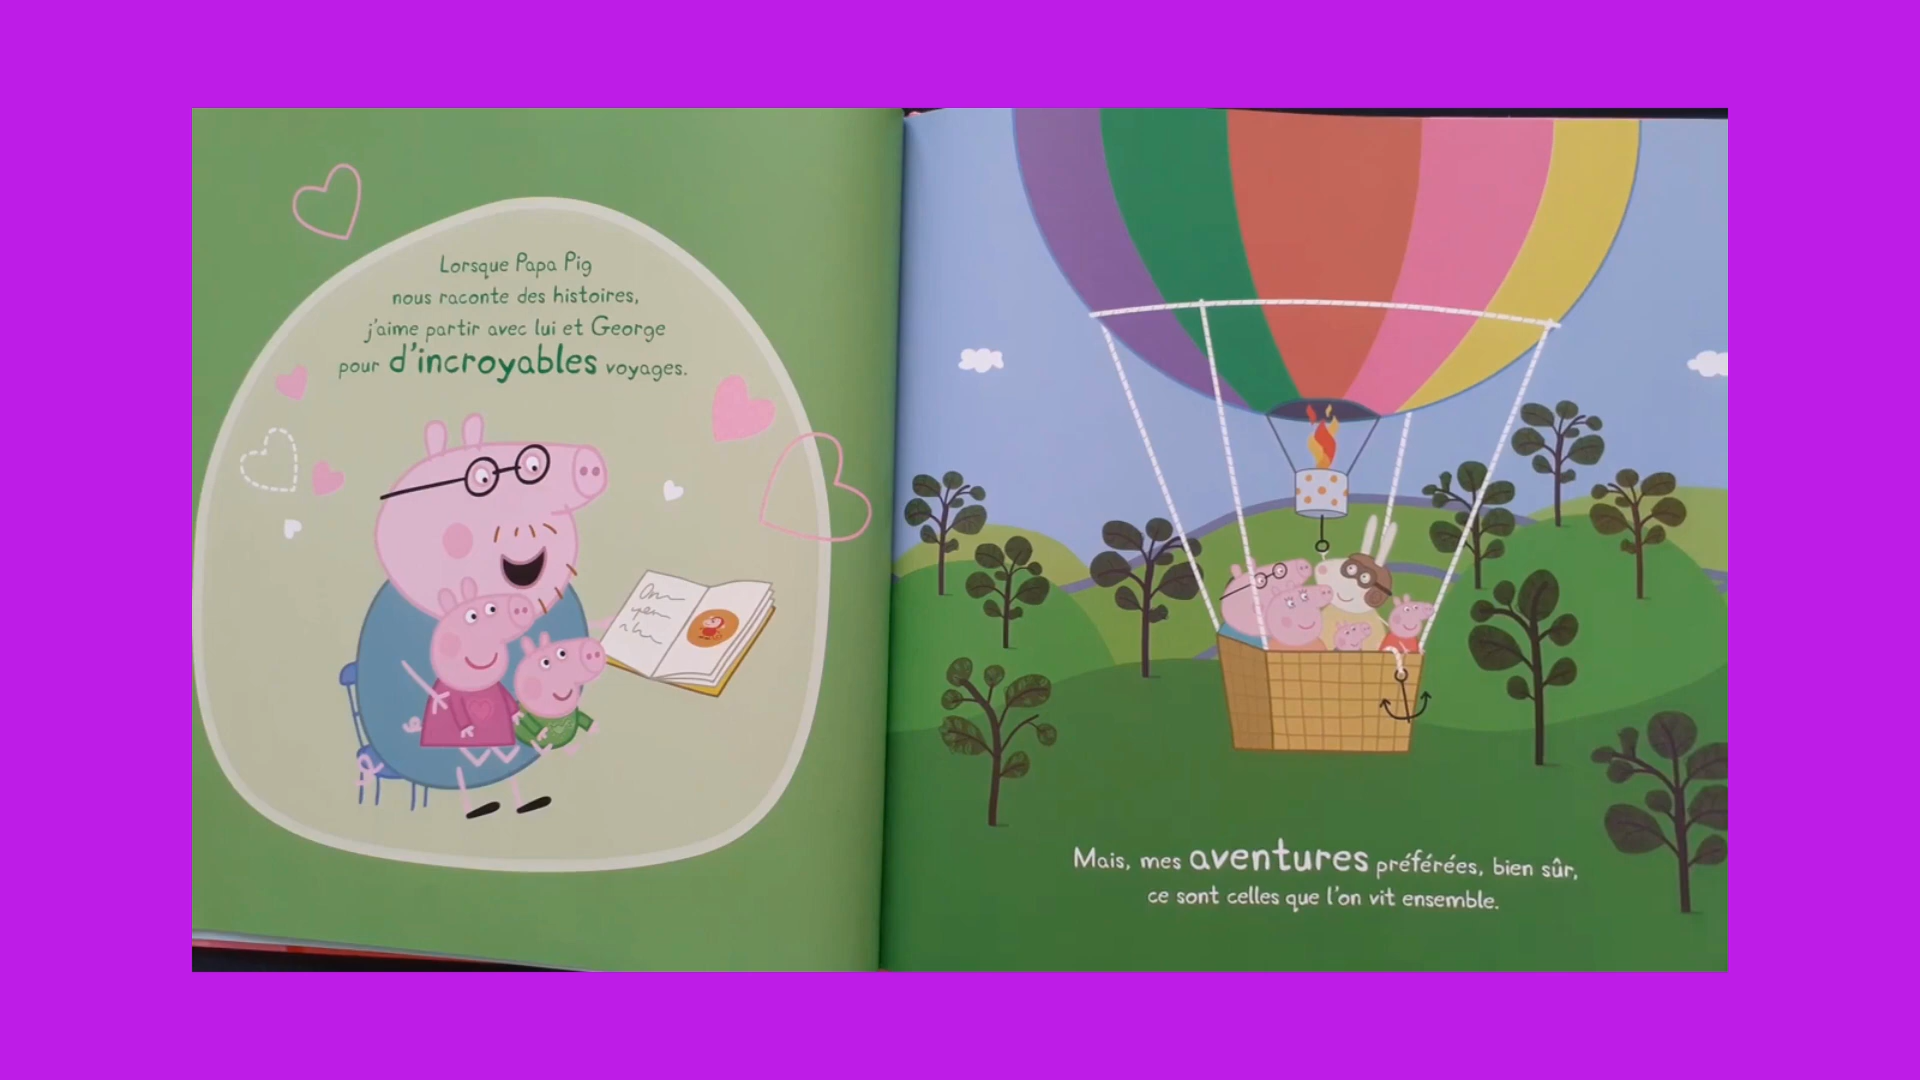 Lorsque Papa Pig
nous raconte des histoires,
j'aime partir avec lui et George
pour d'incroyables voyages.
Mais, mes aventures préférées, bien sûr,
ce sont celles que l'on vit ensemble.